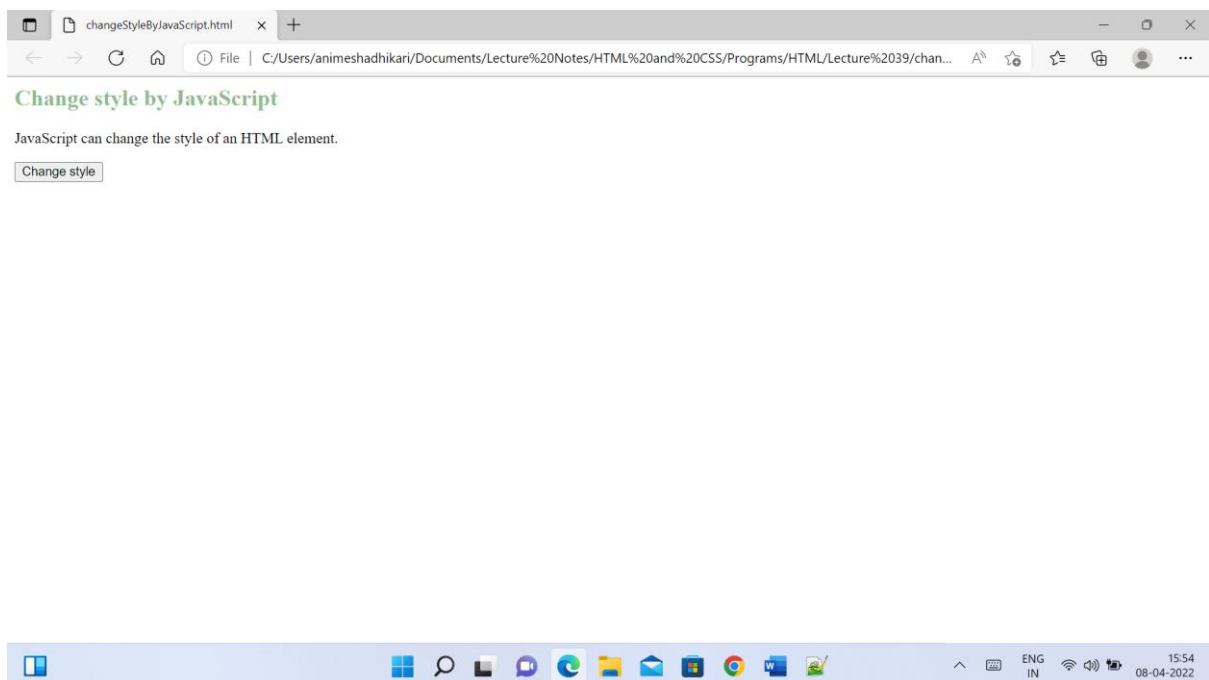 changeStyleByJavaScript.html
File | C:/Users/animeshadhikari/Documents/Lecture%20Notes/HTML%20and%20CSS/Programs/HTML/Lecture%2039/chan...
Change style by JavaScript
JavaScript can change the style of an HTML element.
Change style
ENG
IN
15:54
08-04-2022